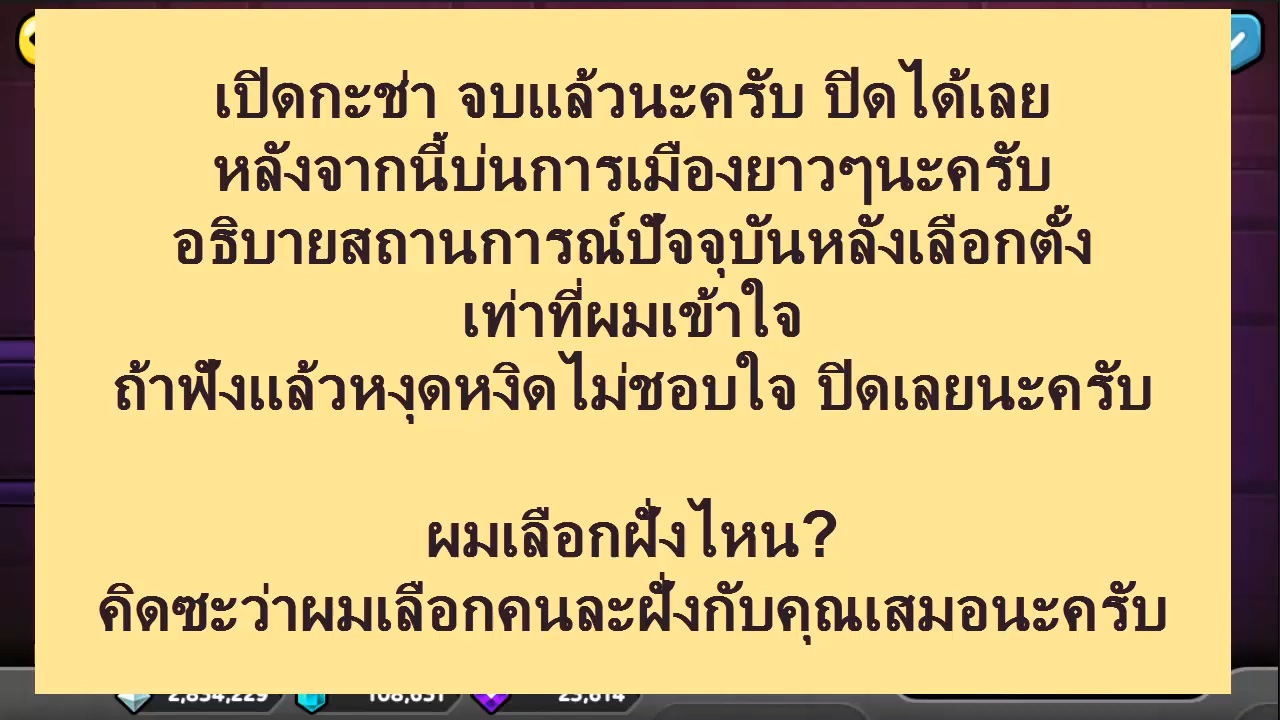 เปิดกะช่า จบแล้วนะครับ ปิดได้เลย
หลังจากนี้บ่นการเมืองยาวๆนะครับ
อธิบายสถานการณ์ปัจจุบันหลังเลือกตั้ง
เท่าที่ผมเข้าใจ
ถ้าฟังแล้วหงุดหงิดไม่ชอบใจ ปิดเลยนะครับ
ผมเลือกฝั่งไหน?
คิดซะว่าผมเลือกคนละฝั่งกับคุณเสมอนะครับ
2,834,229 108,631 23,614